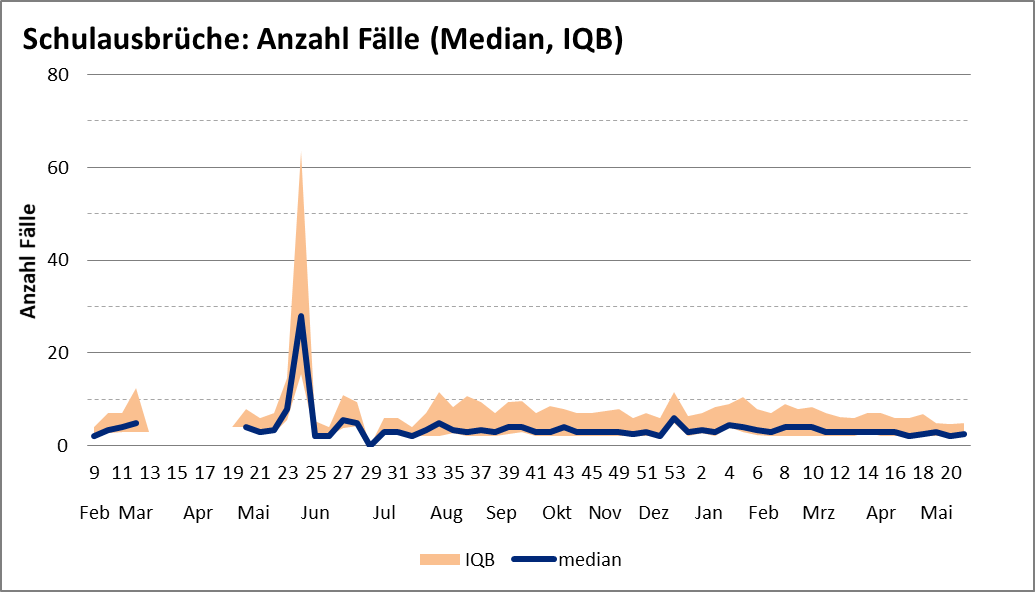 Schulausbrüche: Anzahl Fälle (Median, IQB)
80
60
40
20
0
Anzahl Fälle
9 11 13 15 17 19 21 23 25 27 29 31 33 35 37 39 41 43 45 47 49 51 53 2 4 6 8 10 12 14 16 18 20
Feb Mar Apr Mai Jun Jul Aug Sep Okt Nov Dez Jan Feb Mrz Apr Mai
IQB median